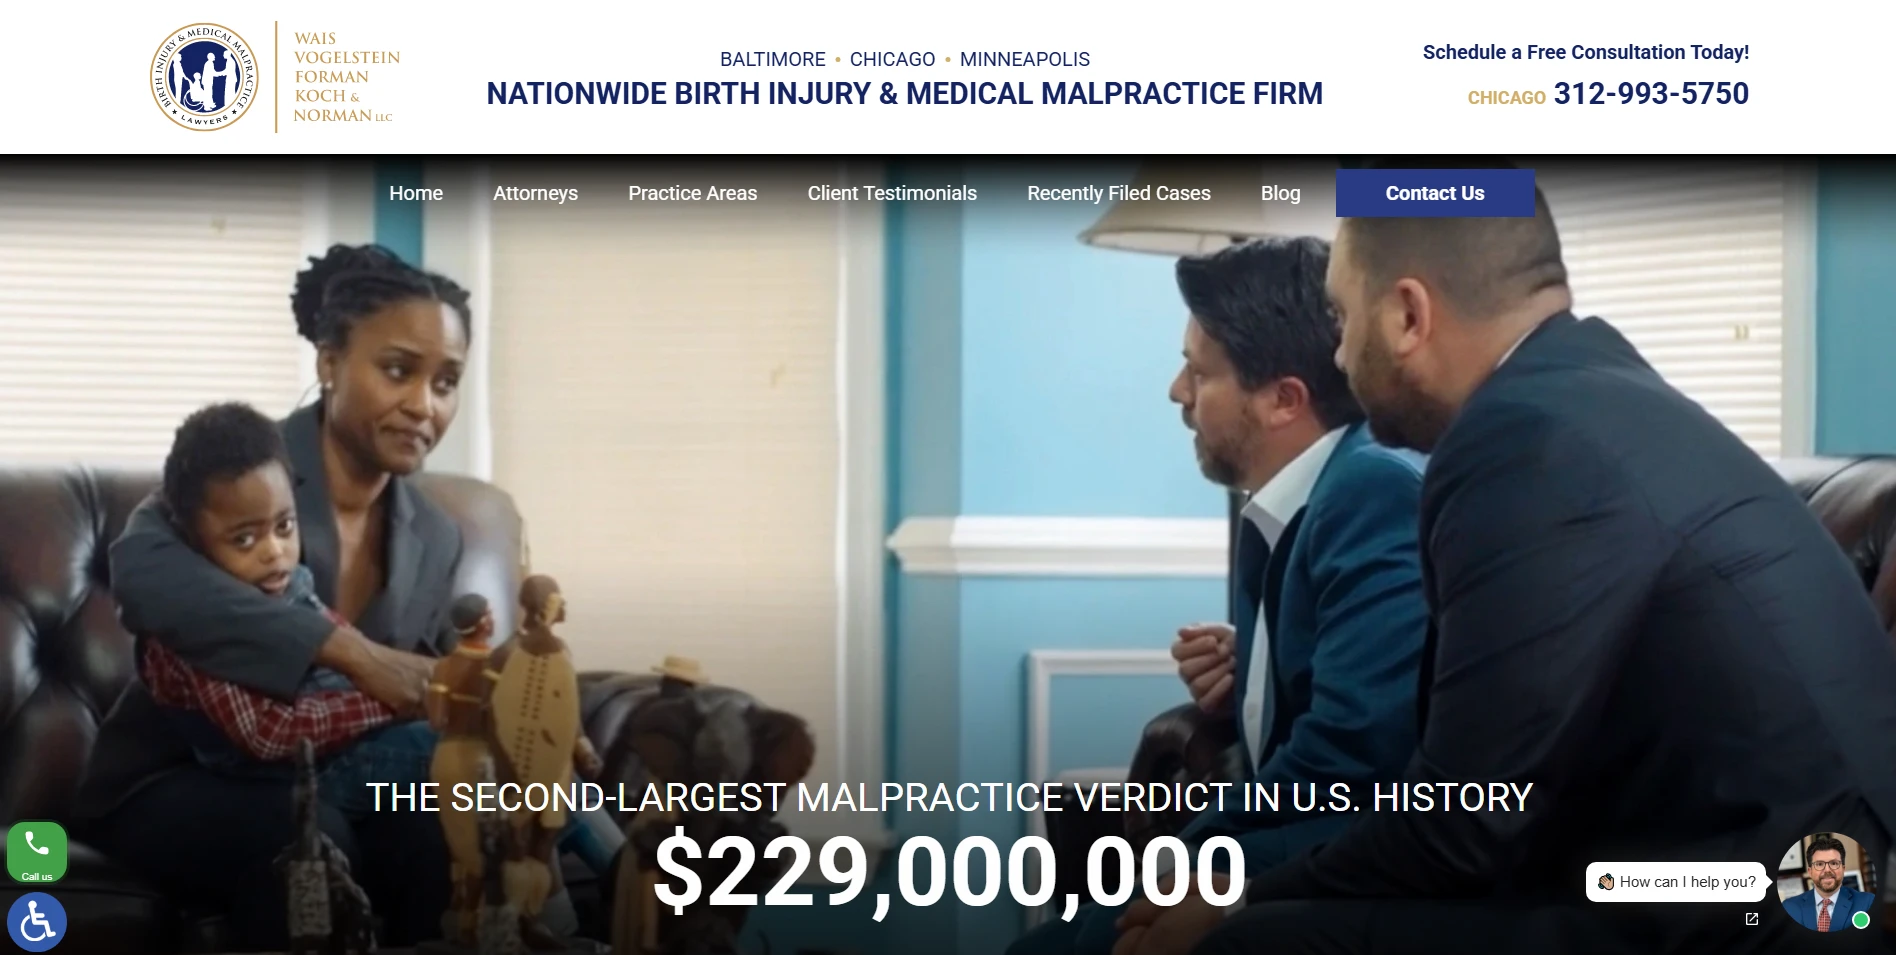 BIRTH INJURY & MEDICAL MALPRACTICE
★ LAWYERS ★
WAIS
VOGELSTEIN
FORMAN
KOCH &
NORMAN LLC
BALTIMORE • CHICAGO • MINNEAPOLIS
NATIONWIDE BIRTH INJURY & MEDICAL MALPRACTICE FIRM
Schedule a Free Consultation Today!
CHICAGO 312-993-5750
Home Attorneys Practice Areas Client Testimonials Recently Filed Cases Blog Contact Us
THE SECOND-LARGEST MALPRACTICE VERDICT IN U.S. HISTORY
$229,000,000
Call us
👋🏽 How can I help you?